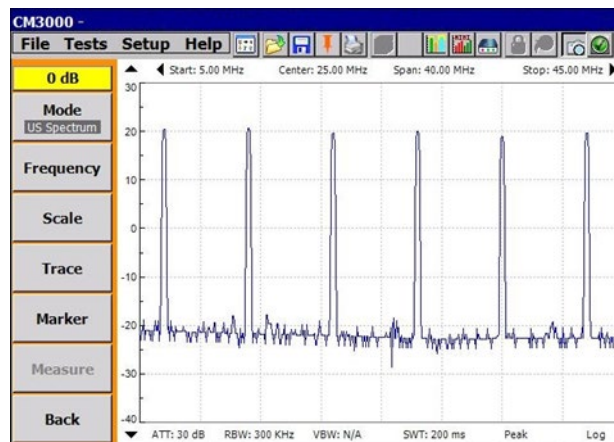 CM3000 -
File Tests Setup Help
0 dB
Start: 5.00 MHz Center: 25.00 MHz Span: 40.00 MHz Stop: 45.00 MHz
Mode
US Spectrum
Frequency
Scale
Trace
Marker
Measure
Back
30
20
10
0
-10
-20
-30
-40
ATT: 30 dB RBW: 300 KHz VBW: N/A SWT: 200 ms Peak Log